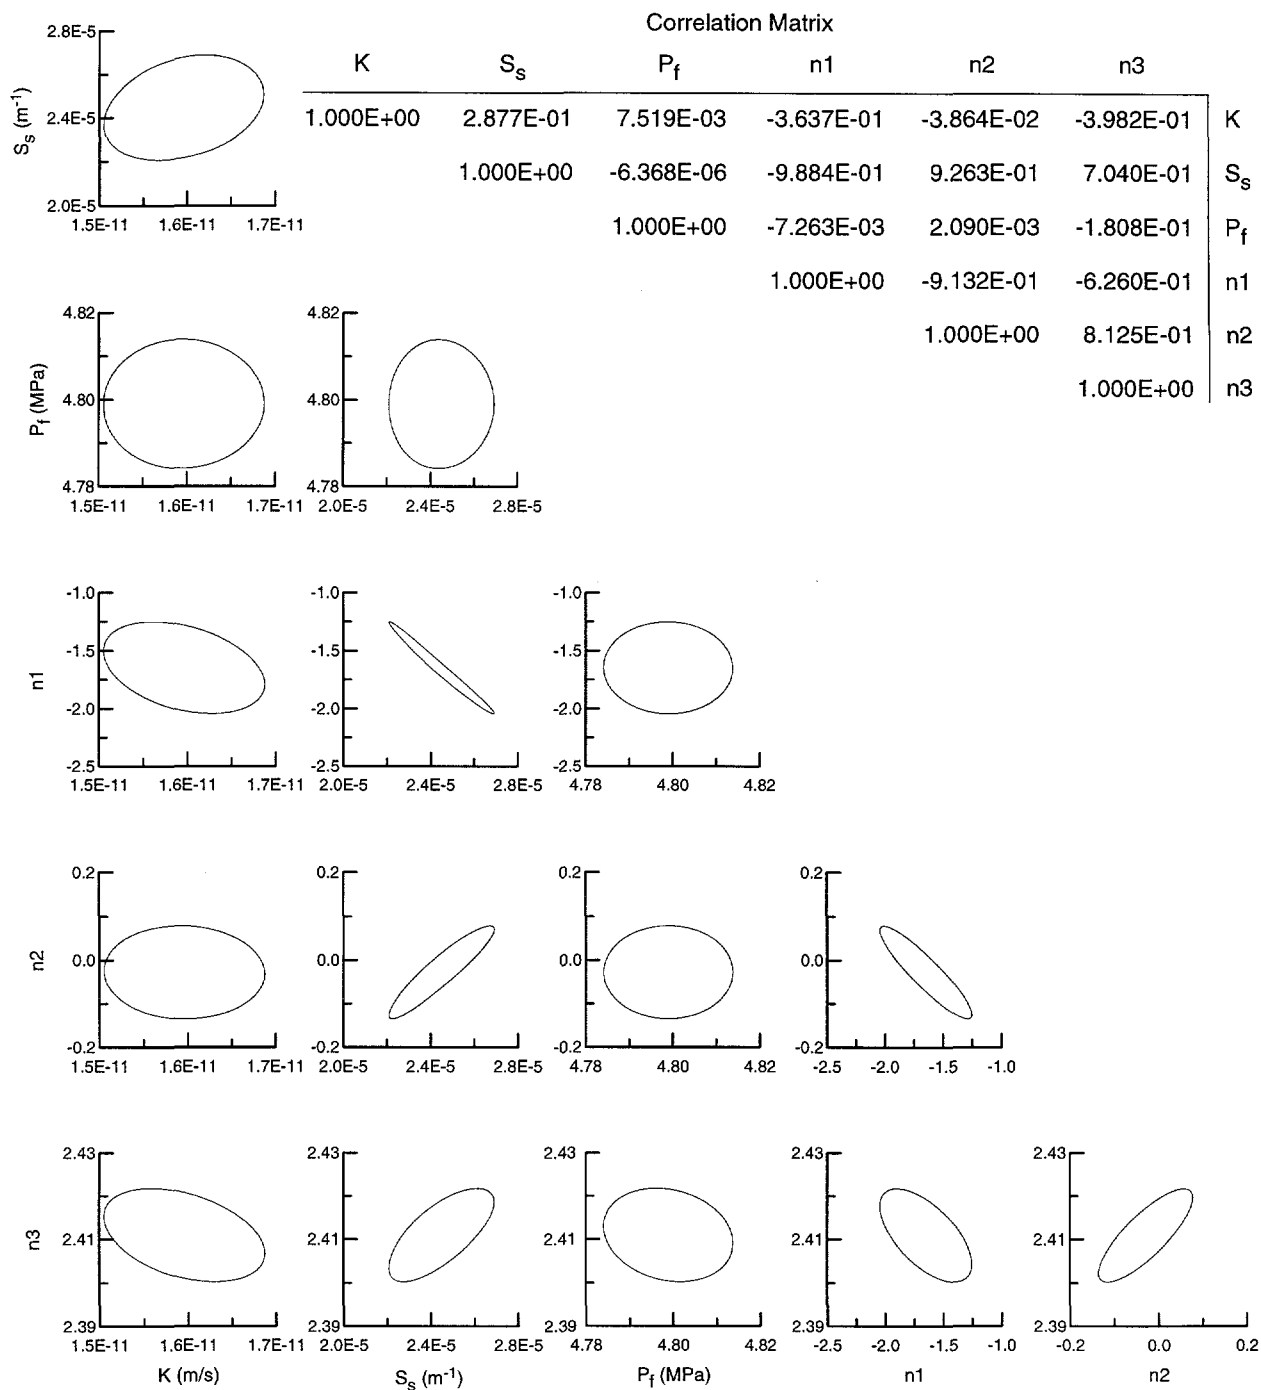 Correlation Matrix
K S_s P_f n1 n2 n3
1.000E+00 2.877E-01 7.519E-03 -3.637E-01 -3.864E-02 -3.982E-01 K
1.000E+00 -6.368E-06 -9.884E-01 9.263E-01 7.040E-01 S_s
1.000E+00 -7.263E-03 2.090E-03 -1.808E-01 P_f
1.000E+00 -9.132E-01 -6.260E-01 n1
1.000E+00 8.125E-01 n2
1.000E+00 n3
S_s (m⁻¹)
2.8E-5
2.4E-5
2.0E-5
1.5E-11 1.6E-11 1.7E-11
P_f (MPa)
4.82 4.82
4.80 4.80
4.78 4.78
1.5E-11 1.6E-11 1.7E-11 2.0E-5 2.4E-5 2.8E-5
n1
-1.0 -1.0 -1.0
-1.5 -1.5 -1.5
-2.0 -2.0 -2.0
-2.5 -2.5 -2.5
1.5E-11 1.6E-11 1.7E-11 2.0E-5 2.4E-5 2.8E-5 4.78 4.80 4.82
n2
0.2 0.2 0.2 0.2
0.0 0.0 0.0 0.0
-0.2 -0.2 -0.2 -0.2
1.5E-11 1.6E-11 1.7E-11 2.0E-5 2.4E-5 2.8E-5 4.78 4.80 4.82 -2.5 -2.0 -1.5 -1.0
n3
2.43 2.43 2.43 2.43 2.43
2.41 2.41 2.41 2.41 2.41
2.39 2.39 2.39 2.39 2.39
1.5E-11 1.6E-11 1.7E-11 2.0E-5 2.4E-5 2.8E-5 4.78 4.80 4.82 -2.5 -2.0 -1.5 -1.0 -0.2 0.0 0.2
K (m/s) S_s (m⁻¹) P_f (MPa) n1 n2